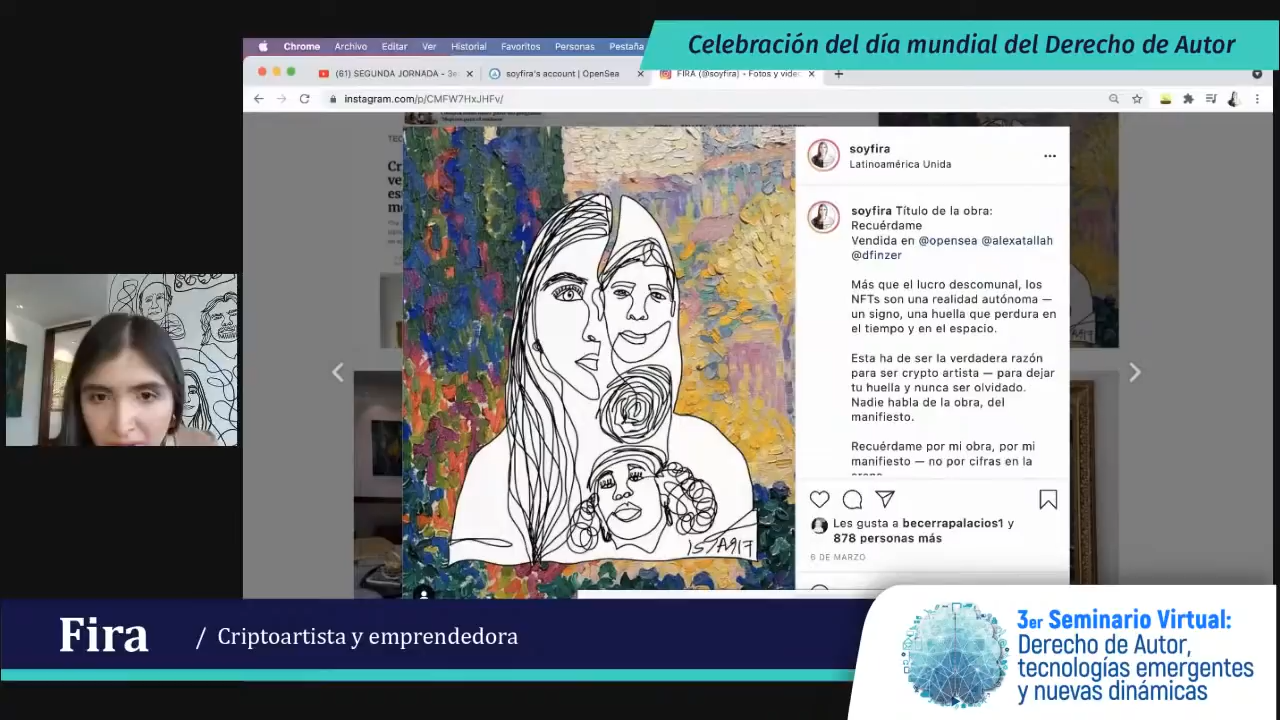 Celebración del día mundial del Derecho de Autor
Chrome Archivo Editar Ver Historial Favoritos Personas Pestaña
(61) SEGUNDA JORNADA - 3e
soyfira's account | OpenSea
FIRA (@soyfira) - Fotos y vide
instagram.com/p/CMFW7HxJHFv/
soyfira
Latinoamérica Unida
soyfira Título de la obra:
Recuérdame
Vendida en @opensea @alexatallah
@dfinzer
Más que el lucro descomunal, los
NFTs son una realidad autónoma —
un signo, una huella que perdura en
el tiempo y en el espacio.
Esta ha de ser la verdadera razón
para ser crypto artista — para dejar
tu huella y nunca ser olvidado.
Nadie habla de la obra, del
manifiesto.
Recuérdame por mi obra, por mi
manifiesto — no por cifras en la
Les gusta a becerrapalacios1 y
878 personas más
6 DE MARZO
Fira / Criptoartista y emprendedora
3er Seminario Virtual:
Derecho de Autor,
tecnologías emergentes
y nuevas dinámicas